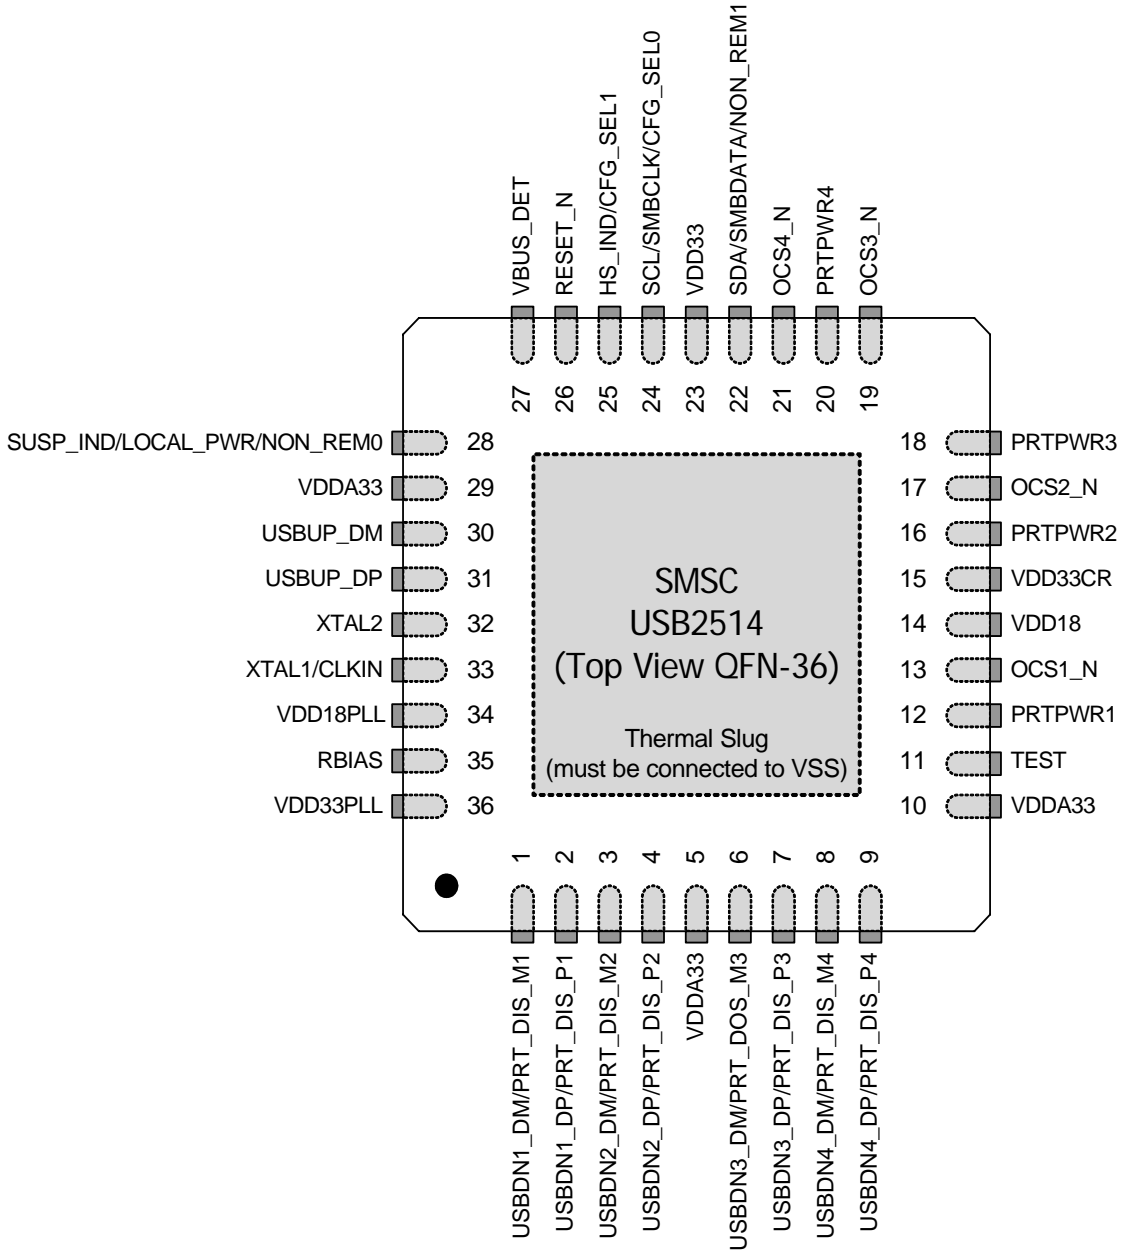 VBUS_DET
RESET_N
HS_IND/CFG_SEL1
SCL/SMBCLK/CFG_SEL0
VDD33
SDA/SMBDATA/NON_REM1
OCS4_N
PRTPWR4
OCS3_N
27
26
25
24
23
22
21
20
19
SUSP_IND/LOCAL_PWR/NON_REM0 28
VDDA33 29
USBUP_DM 30
USBUP_DP 31
XTAL2 32
XTAL1/CLKIN 33
VDD18PLL 34
RBIAS 35
VDD33PLL 36
SMSC
USB2514
(Top View QFN-36)
Thermal Slug
(must be connected to VSS)
18 PRTPWR3
17 OCS2_N
16 PRTPWR2
15 VDD33CR
14 VDD18
13 OCS1_N
12 PRTPWR1
11 TEST
10 VDDA33
1
2
3
4
5
6
7
8
9
USBDN1_DM/PRT_DIS_M1
USBDN1_DP/PRT_DIS_P1
USBDN2_DM/PRT_DIS_M2
USBDN2_DP/PRT_DIS_P2
VDDA33
USBDN3_DM/PRT_DOS_M3
USBDN3_DP/PRT_DIS_P3
USBDN4_DM/PRT_DIS_M4
USBDN4_DP/PRT_DIS_P4